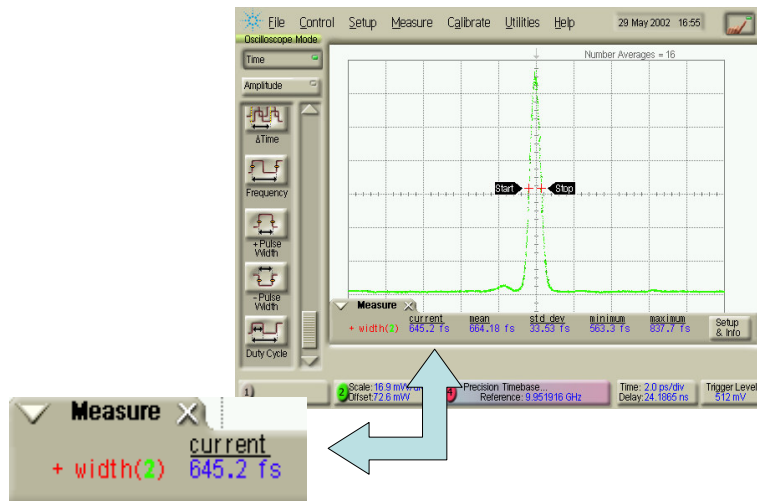 File Control Setup Measure Calibrate Utilities Help 29 May 2002 16:55
Oscilloscope Mode
Time
Number Averages = 16
Amplitude
ΔTime
Frequency
Start Stop
+ Pulse
Width
- Pulse
Width
Duty Cycle
Measure
current mean std dev minimum maximum
+ width(2) 645.2 fs 664.18 fs 33.53 fs 563.3 fs 837.7 fs
Setup
& Info
1)
2) Scale: 16.9 mW/
Offset:72.6 mW
4) Precision Timebase...
Reference: 9.951916 GHz
Time: 2.0 ps/div
Delay:24.1865 ns
Trigger Level
512 mV
Measure
current
+ width(2) 645.2 fs